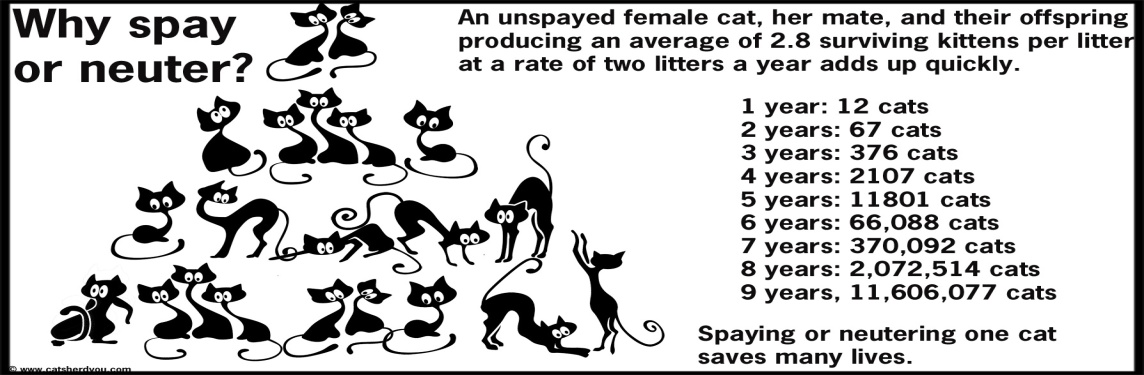 Why spay
or neuter?
An unspayed female cat, her mate, and their offspring
producing an average of 2.8 surviving kittens per litter
at a rate of two litters a year adds up quickly.
1 year: 12 cats
2 years: 67 cats
3 years: 376 cats
4 years: 2107 cats
5 years: 11801 cats
6 years: 66,088 cats
7 years: 370,092 cats
8 years: 2,072,514 cats
9 years, 11,606,077 cats
Spaying or neutering one cat
saves many lives.
© www.catsherdyou.com